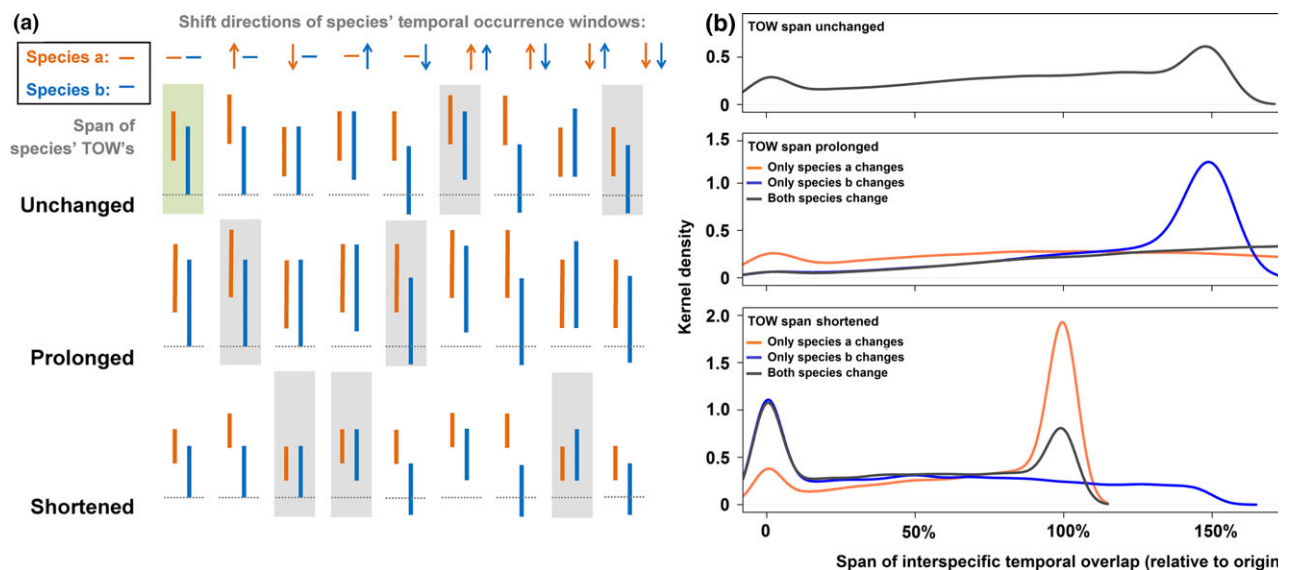 (a)
Shift directions of species' temporal occurrence windows:
Species a: –
Species b: –
Span of
species' TOW's
Unchanged
Prolonged
Shortened
(b)
TOW span unchanged
0.5
0
TOW span prolonged
Only species a changes
Only species b changes
Both species change
1.5
1.0
0.5
0
TOW span shortened
Only species a changes
Only species b changes
Both species change
2.0
1.5
1.0
0.5
0
Kernel density
0 50% 100% 150%
Span of interspecific temporal overlap (relative to origin